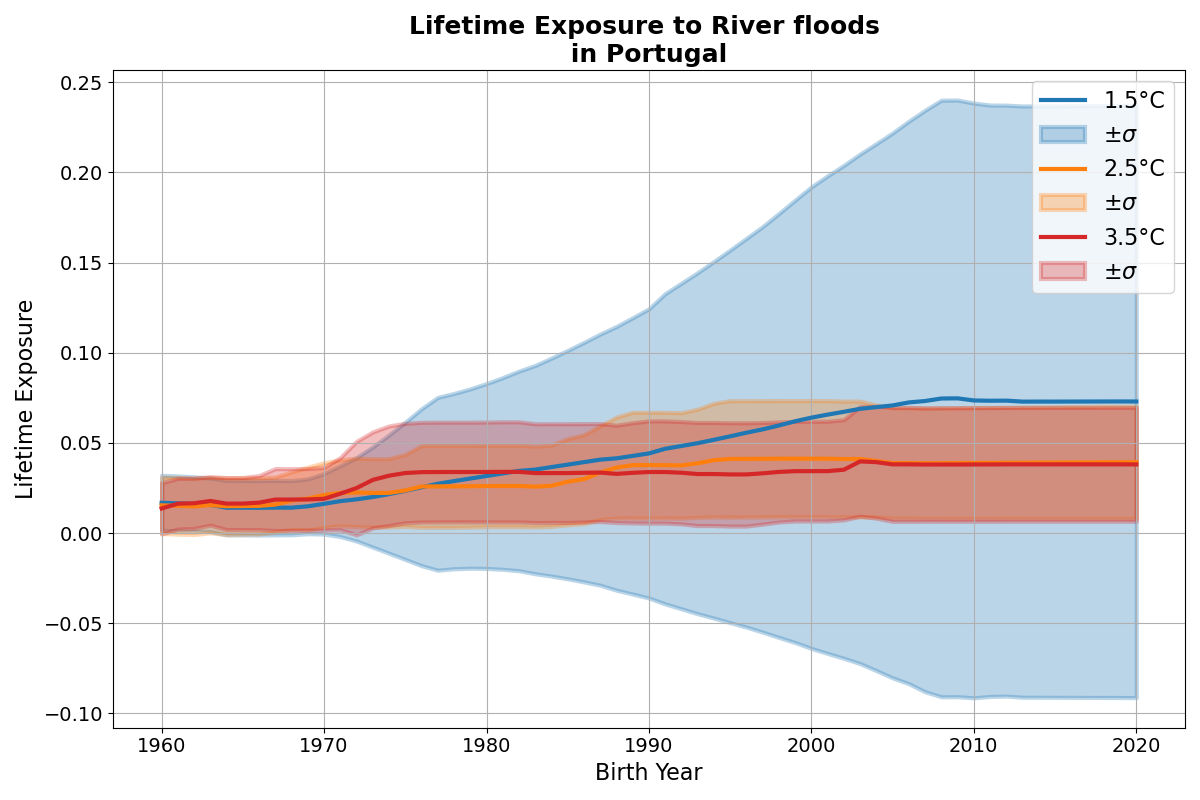 Lifetime Exposure to River floods
in Portugal
0.25
0.20
0.15
0.10
0.05
0.00
−0.05
−0.10
Lifetime Exposure
1.5°C
±σ
2.5°C
±σ
3.5°C
±σ
1960 1970 1980 1990 2000 2010 2020
Birth Year